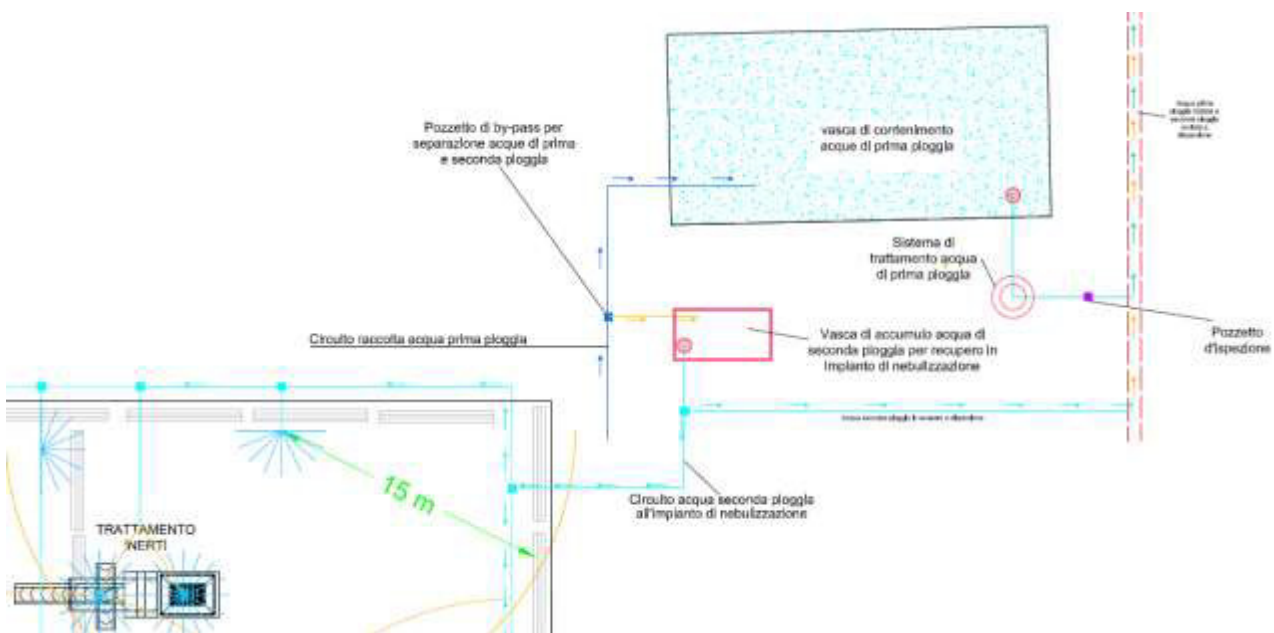 Pozzetto di by-pass per
separazione acque di prima
e seconda pioggia
vasca di contenimento
acque di prima pioggia
Sistema di
trattamento acqua
di prima pioggia
Circuito raccolta acqua prima pioggia
Vasca di accumulo acqua di
seconda pioggia per recupero in
impianto di nebulizzazione
Pozzetto
d'ispezione
15 m
Circuito acqua seconda pioggia
all'impianto di nebulizzazione
TRATTAMENTO
INERTI